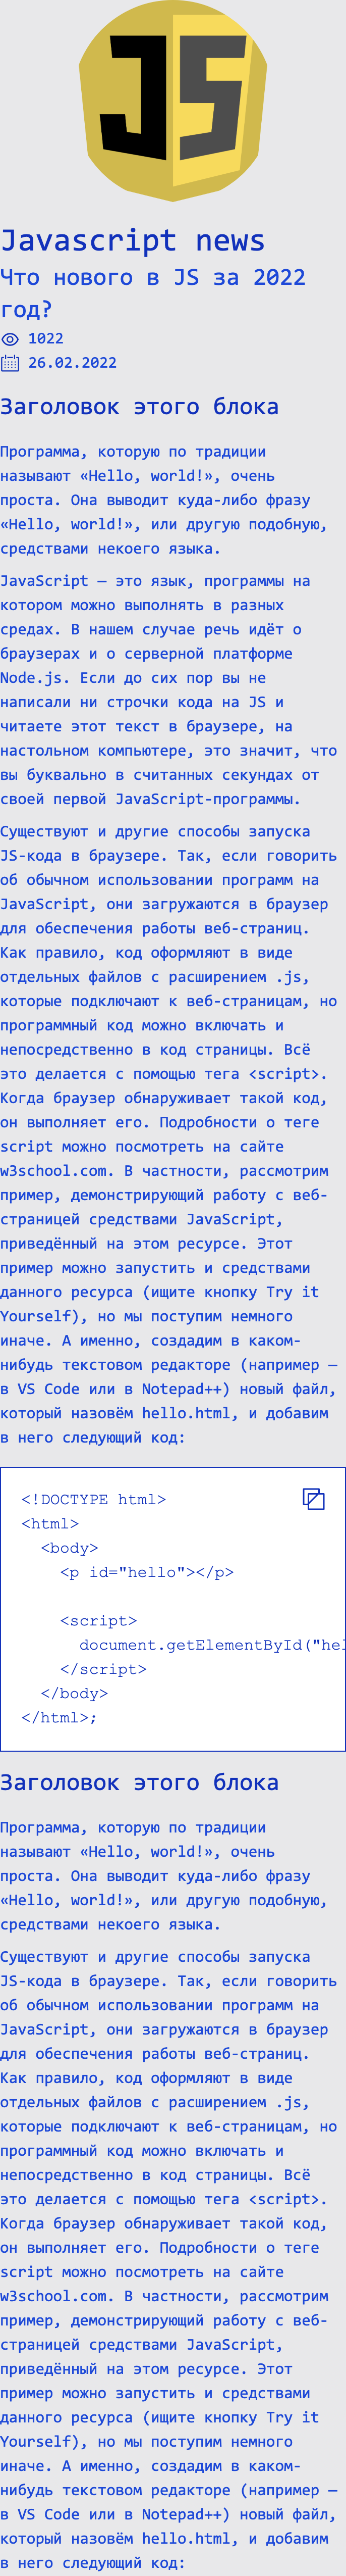 JS
Javascript news
Что нового в JS за 2022
год?
1022
26.02.2022
Заголовок этого блока
Программа, которую по традиции
называют «Hello, world!», очень
проста. Она выводит куда-либо фразу
«Hello, world!», или другую подобную,
средствами некоего языка.
JavaScript — это язык, программы на
котором можно выполнять в разных
средах. В нашем случае речь идёт о
браузерах и о серверной платформе
Node.js. Если до сих пор вы не
написали ни строчки кода на JS и
читаете этот текст в браузере, на
настольном компьютере, это значит, что
вы буквально в считанных секундах от
своей первой JavaScript-программы.
Существуют и другие способы запуска
JS-кода в браузере. Так, если говорить
об обычном использовании программ на
JavaScript, они загружаются в браузер
для обеспечения работы веб-страниц.
Как правило, код оформляют в виде
отдельных файлов с расширением .js,
которые подключают к веб-страницам, но
программный код можно включать и
непосредственно в код страницы. Всё
это делается с помощью тега <script>.
Когда браузер обнаруживает такой код,
он выполняет его. Подробности о теге
script можно посмотреть на сайте
w3school.com. В частности, рассмотрим
пример, демонстрирующий работу с веб-
страницей средствами JavaScript,
приведённый на этом ресурсе. Этот
пример можно запустить и средствами
данного ресурса (ищите кнопку Try it
Yourself), но мы поступим немного
иначе. А именно, создадим в каком-
нибудь текстовом редакторе (например —
в VS Code или в Notepad++) новый файл,
который назовём hello.html, и добавим
в него следующий код:
<!DOCTYPE html>
<html>
<body>
<p id="hello"></p>
<script>
document.getElementById("hel
</script>
</body>
</html>;
Заголовок этого блока
Программа, которую по традиции
называют «Hello, world!», очень
проста. Она выводит куда-либо фразу
«Hello, world!», или другую подобную,
средствами некоего языка.
Существуют и другие способы запуска
JS-кода в браузере. Так, если говорить
об обычном использовании программ на
JavaScript, они загружаются в браузер
для обеспечения работы веб-страниц.
Как правило, код оформляют в виде
отдельных файлов с расширением .js,
которые подключают к веб-страницам, но
программный код можно включать и
непосредственно в код страницы. Всё
это делается с помощью тега <script>.
Когда браузер обнаруживает такой код,
он выполняет его. Подробности о теге
script можно посмотреть на сайте
w3school.com. В частности, рассмотрим
пример, демонстрирующий работу с веб-
страницей средствами JavaScript,
приведённый на этом ресурсе. Этот
пример можно запустить и средствами
данного ресурса (ищите кнопку Try it
Yourself), но мы поступим немного
иначе. А именно, создадим в каком-
нибудь текстовом редакторе (например —
в VS Code или в Notepad++) новый файл,
который назовём hello.html, и добавим
в него следующий код: